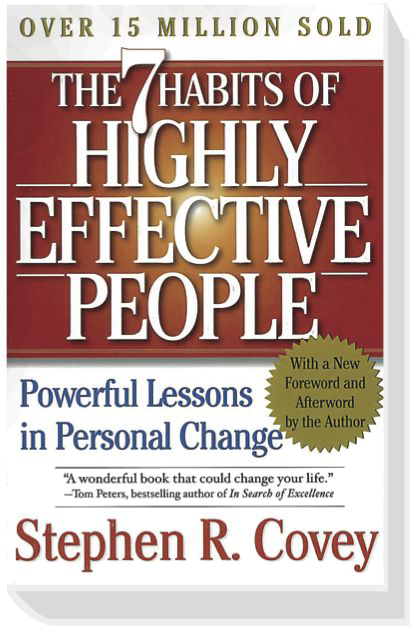 OVER 15 MILLION SOLD
THE 7 HABITS OF
HIGHLY
EFFECTIVE
PEOPLE
With a New
Foreword and
Afterword
by the Author
Powerful Lessons
in Personal Change
“A wonderful book that could change your life.”
—Tom Peters, bestselling author of In Search of Excellence
Stephen R. Covey